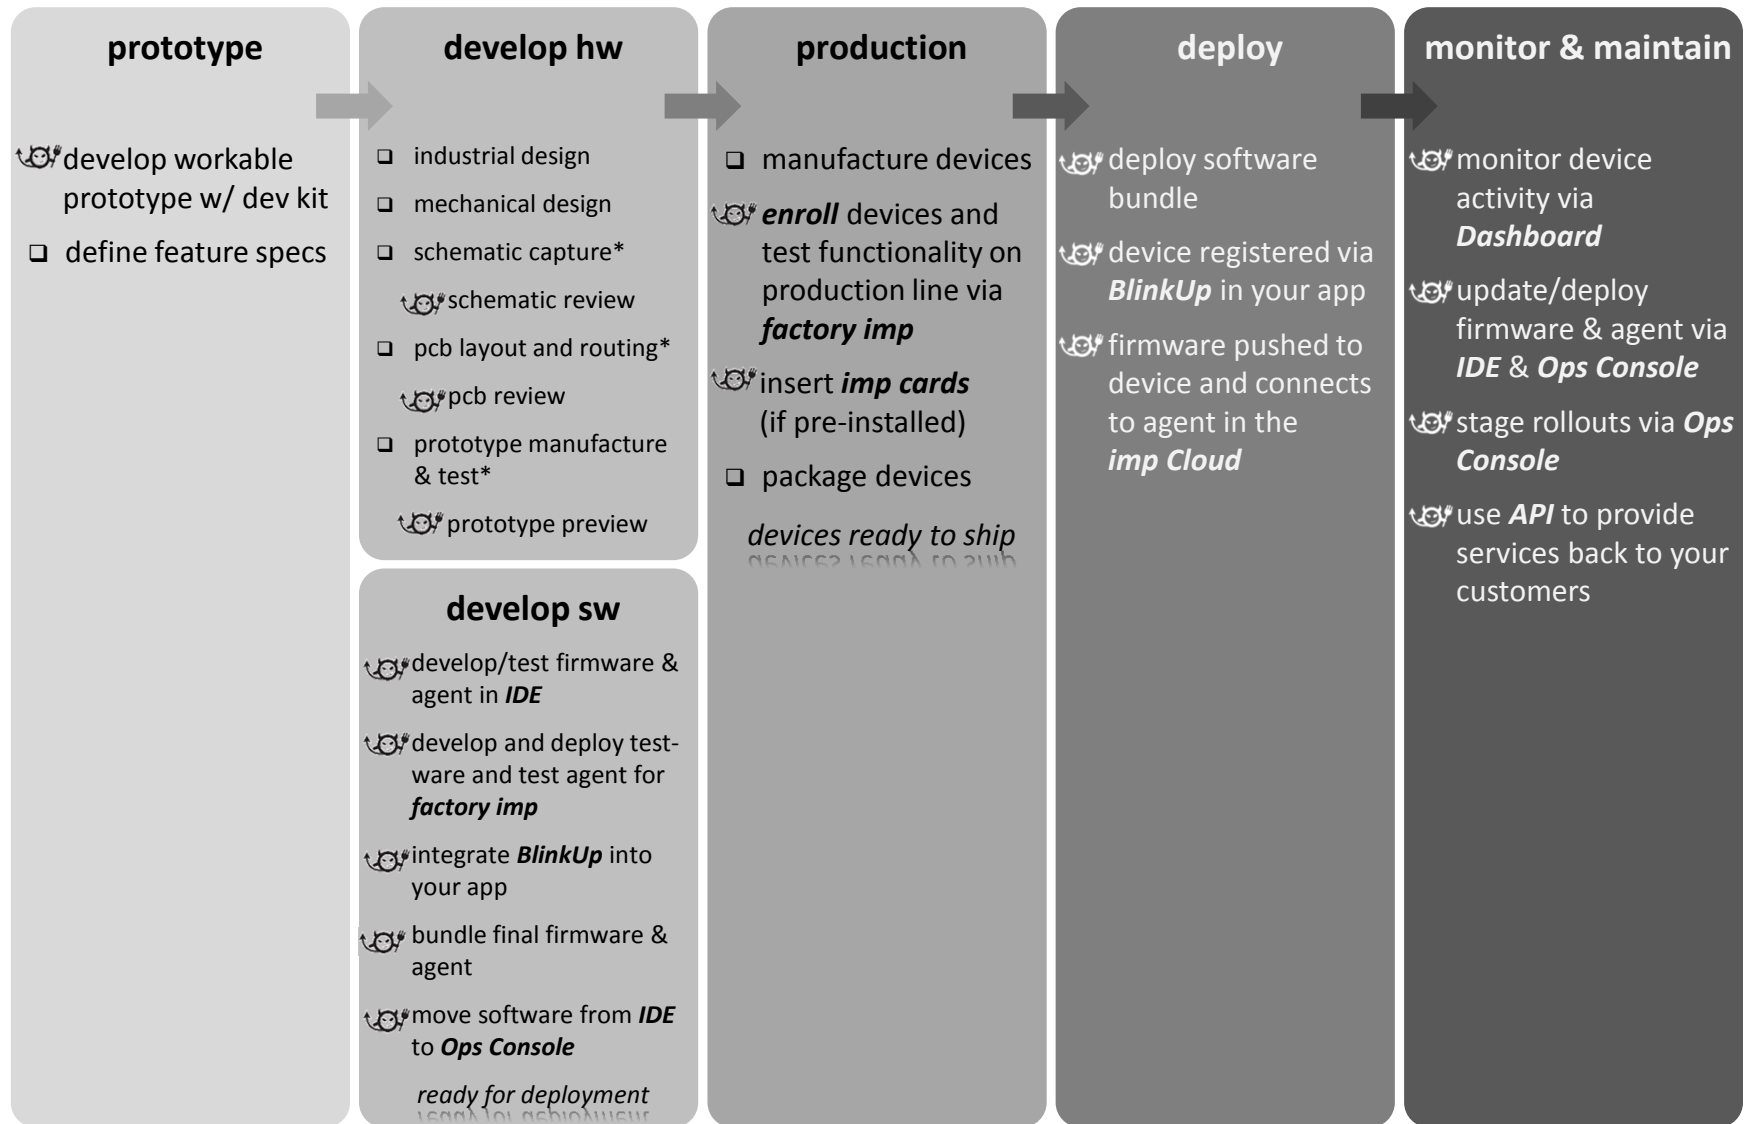 prototype
develop workable
prototype w/ dev kit
define feature specs
develop hw
industrial design
mechanical design
schematic capture*
schematic review
pcb layout and routing*
pcb review
prototype manufacture
& test*
prototype preview
develop sw
develop/test firmware &
agent in IDE
develop and deploy test-
ware and test agent for
factory imp
integrate BlinkUp into
your app
bundle final firmware &
agent
move software from IDE
to Ops Console
ready for deployment
production
manufacture devices
enroll devices and
test functionality on
production line via
factory imp
insert imp cards
(if pre-installed)
package devices
devices ready to ship
deploy
deploy software
bundle
device registered via
BlinkUp in your app
firmware pushed to
device and connects
to agent in the
imp Cloud
monitor & maintain
monitor device
activity via
Dashboard
update/deploy
firmware & agent via
IDE & Ops Console
stage rollouts via Ops
Console
use API to provide
services back to your
customers